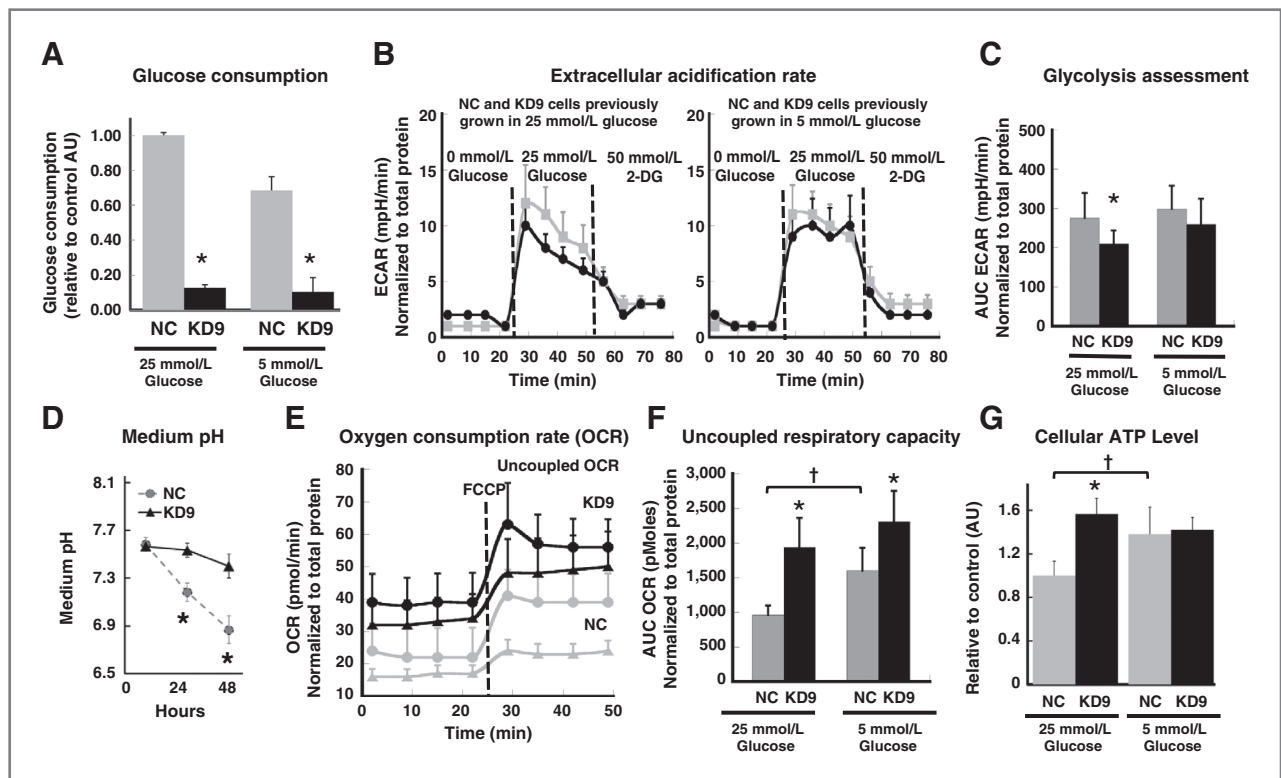 A
Glucose consumption
Glucose consumption
(relative to control AU)
1.00
0.80
0.60
0.40
0.20
0.00
*
*
NC KD9
NC KD9
25 mmol/L
Glucose
5 mmol/L
Glucose
B
Extracellular acidification rate
ECAR (mpH/min)
Normalized to total protein
NC and KD9 cells previously
grown in 25 mmol/L glucose
20
15
10
5
0
0 mmol/L
Glucose
25 mmol/L
Glucose
50 mmol/L
2-DG
0 10 20 30 40 50 60 70 80
NC and KD9 cells previously
grown in 5 mmol/L glucose
20
15
10
5
0
0 mmol/L
Glucose
25 mmol/L
Glucose
50 mmol/L
2-DG
0 10 20 30 40 50 60 70 80
Time (min)
Time (min)
C
Glycolysis assessment
AUC ECAR (mpH/min)
Normalized to total protein
500
400
300
200
100
0
*
NC KD9
NC KD9
25 mmol/L
Glucose
5 mmol/L
Glucose
D
Medium pH
Medium pH
8.1
7.7
7.3
6.9
6.5
NC
KD9
*
*
0 24 48
Hours
E
Oxygen consumption rate (OCR)
OCR (pmol/min)
Normalized to total protein
80
70
60
50
40
30
20
10
Uncoupled OCR
FCCP
KD9
NC
0 10 20 30 40 50
Time (min)
F
Uncoupled respiratory capacity
AUC OCR (pMoles)
Normalized to total protein
3,000
2,500
2,000
1,500
1,000
500
0
†
*
*
NC KD9
NC KD9
25 mmol/L
Glucose
5 mmol/L
Glucose
G
Cellular ATP Level
Relative to control (AU)
1.6
1.2
0.8
0.4
0
†
*
NC KD9
NC KD9
25 mmol/L
Glucose
5 mmol/L
Glucose